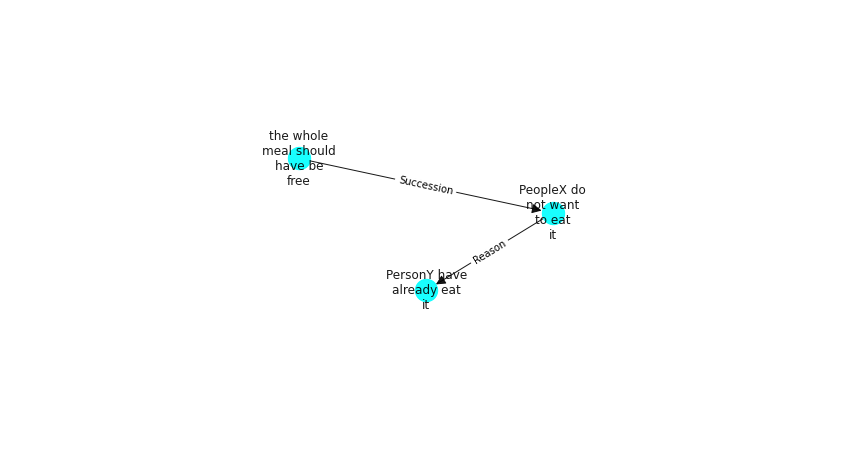 the whole
meal should
have be
free
Succession
PeopleX do
not want
to eat
it
Reason
PersonY have
already eat
it